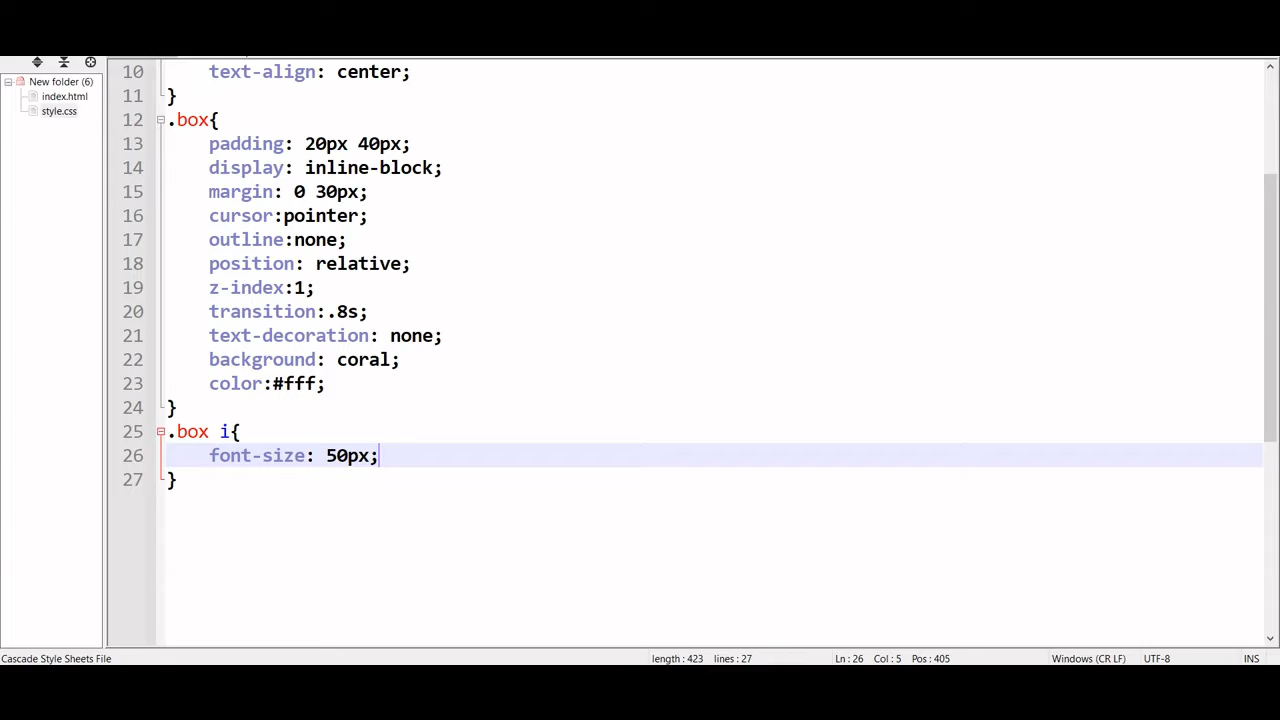 New folder (6)
index.html
style.css
10 text-align: center;
11 }
12 .box{
13 padding: 20px 40px;
14 display: inline-block;
15 margin: 0 30px;
16 cursor:pointer;
17 outline:none;
18 position: relative;
19 z-index:1;
20 transition:.8s;
21 text-decoration: none;
22 background: coral;
23 color:#fff;
24 }
25 .box i{
26 font-size: 50px;
27 }
Cascade Style Sheets File length : 423 lines : 27 Ln : 26 Col : 5 Pos : 405 Windows (CR LF) UTF-8 INS